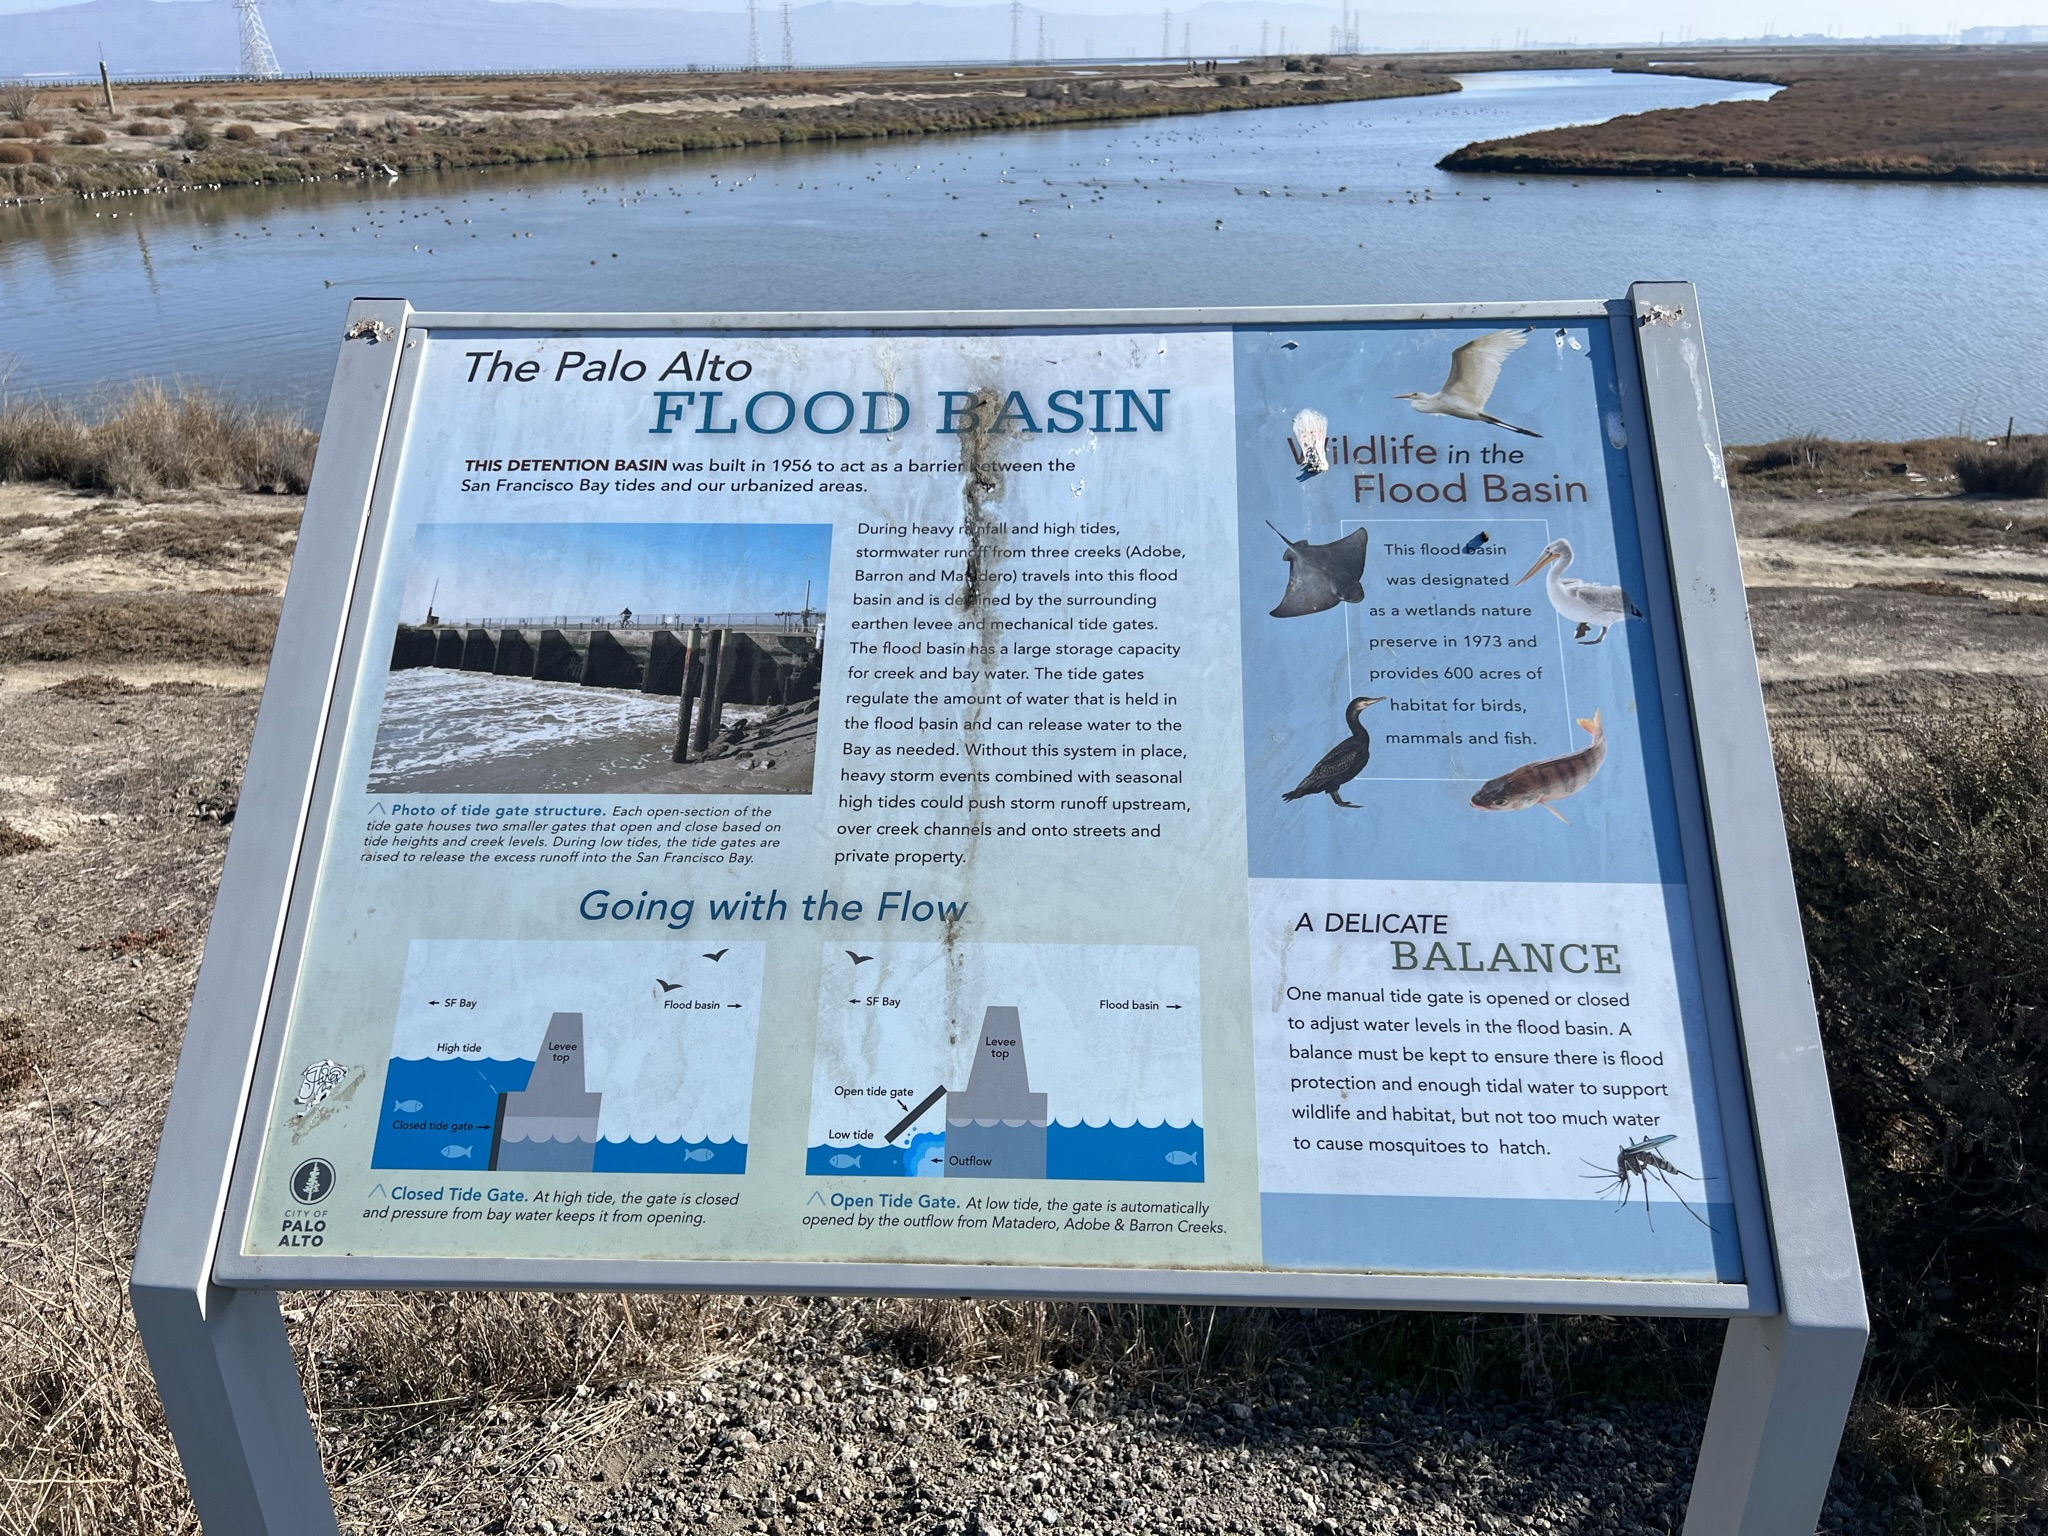 The Palo Alto
FLOOD BASIN
THIS DETENTION BASIN was built in 1956 to act as a barrier between the
San Francisco Bay tides and our urbanized areas.
During heavy rainfall and high tides,
stormwater runoff from three creeks (Adobe,
Barron and Matadero) travels into this flood
basin and is detained by the surrounding
earthen levee and mechanical tide gates.
The flood basin has a large storage capacity
for creek and bay water. The tide gates
regulate the amount of water that is held in
the flood basin and can release water to the
Bay as needed. Without this system in place,
heavy storm events combined with seasonal
high tides could push storm runoff upstream,
over creek channels and onto streets and
private property.
Photo of tide gate structure. Each open-section of the
tide gate houses two smaller gates that open and close based on
tide heights and creek levels. During low tides, the tide gates are
raised to release the excess runoff into the San Francisco Bay.
Going with the Flow
← SF Bay
Flood basin →
High tide
Levee
top
Closed tide gate →
Closed Tide Gate. At high tide, the gate is closed
and pressure from bay water keeps it from opening.
← SF Bay
Flood basin →
Levee
top
Open tide gate
Low tide
← Outflow
Open Tide Gate. At low tide, the gate is automatically
opened by the outflow from Matadero, Adobe & Barron Creeks.
CITY OF
PALO
ALTO
Wildlife in the
Flood Basin
This flood basin
was designated
as a wetlands nature
preserve in 1973 and
provides 600 acres of
habitat for birds,
mammals and fish.
A DELICATE
BALANCE
One manual tide gate is opened or closed
to adjust water levels in the flood basin. A
balance must be kept to ensure there is flood
protection and enough tidal water to support
wildlife and habitat, but not too much water
to cause mosquitoes to hatch.